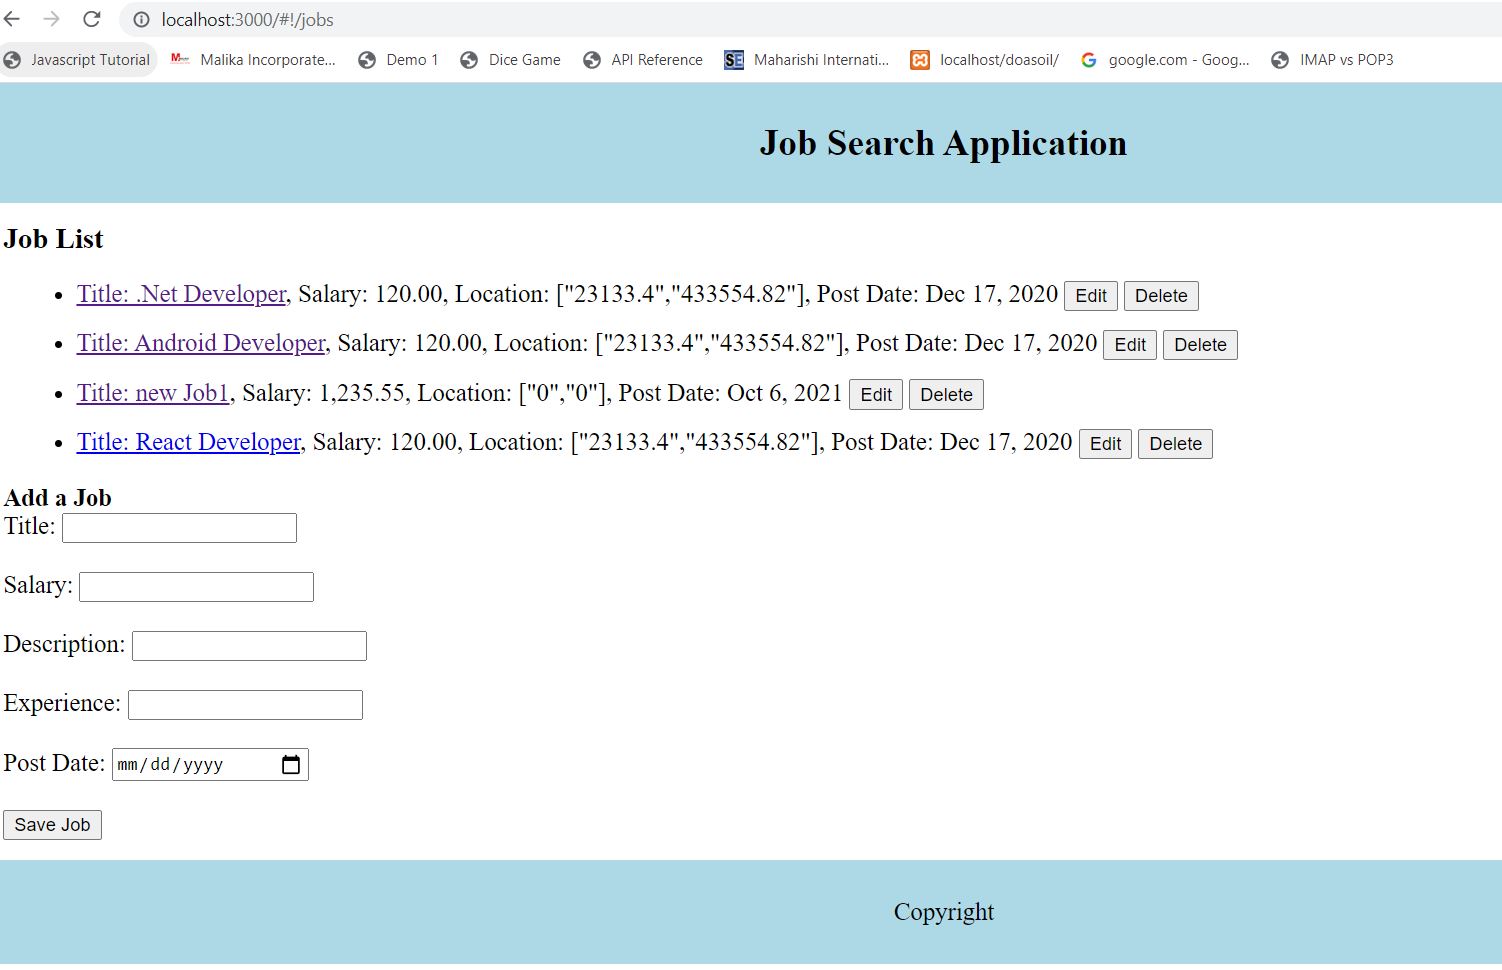 localhost:3000/#!/jobs
Javascript Tutorial Malika Incorporate... Demo 1 Dice Game API Reference SE Maharishi Internati... localhost/doasoil/ google.com - Goog... IMAP vs POP3
Job Search Application
Job List
• Title: .Net Developer, Salary: 120.00, Location: ["23133.4","433554.82"], Post Date: Dec 17, 2020 Edit Delete
• Title: Android Developer, Salary: 120.00, Location: ["23133.4","433554.82"], Post Date: Dec 17, 2020 Edit Delete
• Title: new Job1, Salary: 1,235.55, Location: ["0","0"], Post Date: Oct 6, 2021 Edit Delete
• Title: React Developer, Salary: 120.00, Location: ["23133.4","433554.82"], Post Date: Dec 17, 2020 Edit Delete
Add a Job
Title:
Salary:
Description:
Experience:
Post Date: mm/dd/yyyy
Save Job
Copyright